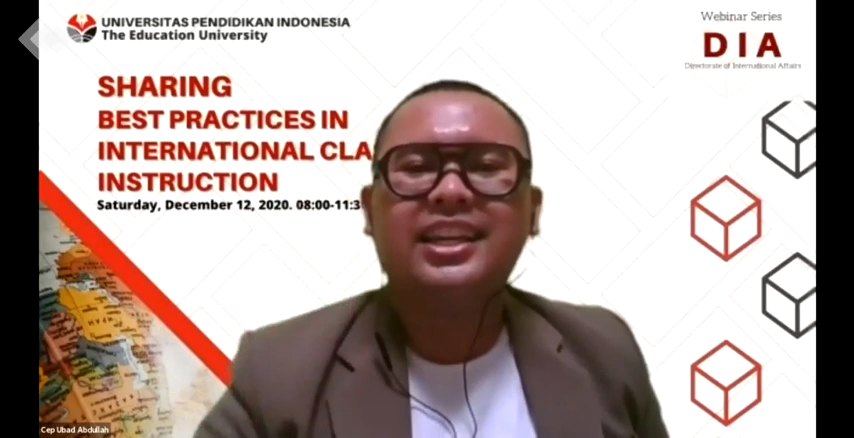 UNIVERSITAS PENDIDIKAN INDONESIA
The Education University
Webinar Series
DIA
Directorate of International Affairs
SHARING
BEST PRACTICES IN
INTERNATIONAL CLA
INSTRUCTION
Saturday, December 12, 2020. 08:00-11:3
Cep Ubad Abdullah